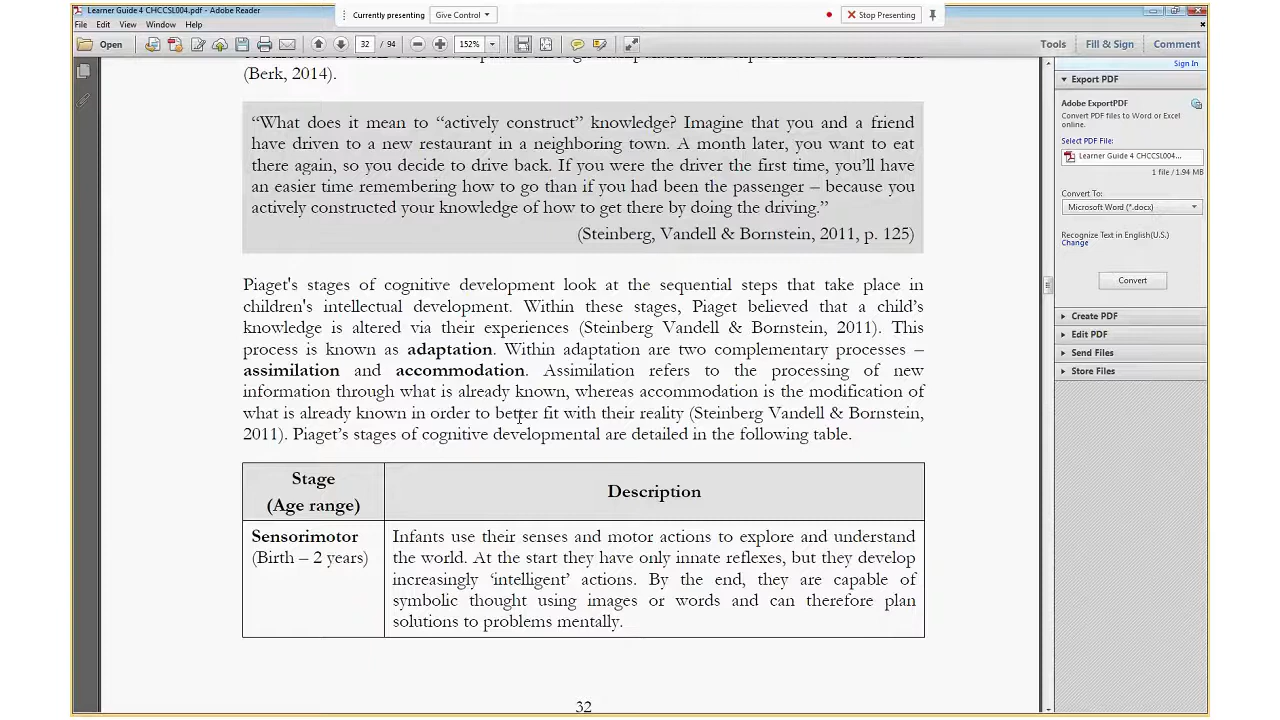 Learner Guide 4 CHCCSL004.pdf - Adobe Reader
Currently presenting
Give Control
Stop Presenting
File
Edit
View
Window
Help
Open
32
/ 94
152%
Tools
Fill & Sign
Comment
Sign In
(Berk, 2014).
“What does it mean to “actively construct” knowledge? Imagine that you and a friend
have driven to a new restaurant in a neighboring town. A month later, you want to eat
there again, so you decide to drive back. If you were the driver the first time, you’ll have
an easier time remembering how to go than if you had been the passenger – because you
actively constructed your knowledge of how to get there by doing the driving.”
(Steinberg, Vandell & Bornstein, 2011, p. 125)
Piaget's stages of cognitive development look at the sequential steps that take place in
children's intellectual development. Within these stages, Piaget believed that a child’s
knowledge is altered via their experiences (Steinberg Vandell & Bornstein, 2011). This
process is known as adaptation. Within adaptation are two complementary processes –
assimilation and accommodation. Assimilation refers to the processing of new
information through what is already known, whereas accommodation is the modification of
what is already known in order to better fit with their reality (Steinberg Vandell & Bornstein,
2011). Piaget’s stages of cognitive developmental are detailed in the following table.
Stage
(Age range)
Description
Sensorimotor
(Birth – 2 years)
Infants use their senses and motor actions to explore and understand
the world. At the start they have only innate reflexes, but they develop
increasingly ‘intelligent’ actions. By the end, they are capable of
symbolic thought using images or words and can therefore plan
solutions to problems mentally.
32
Export PDF
Adobe ExportPDF
Convert PDF files to Word or Excel
online.
Select PDF File:
Learner Guide 4 CHCCSL004...
1 file / 1.94 MB
Convert To:
Microsoft Word (*.docx)
Recognize Text in English(U.S.)
Change
Convert
Create PDF
Edit PDF
Send Files
Store Files